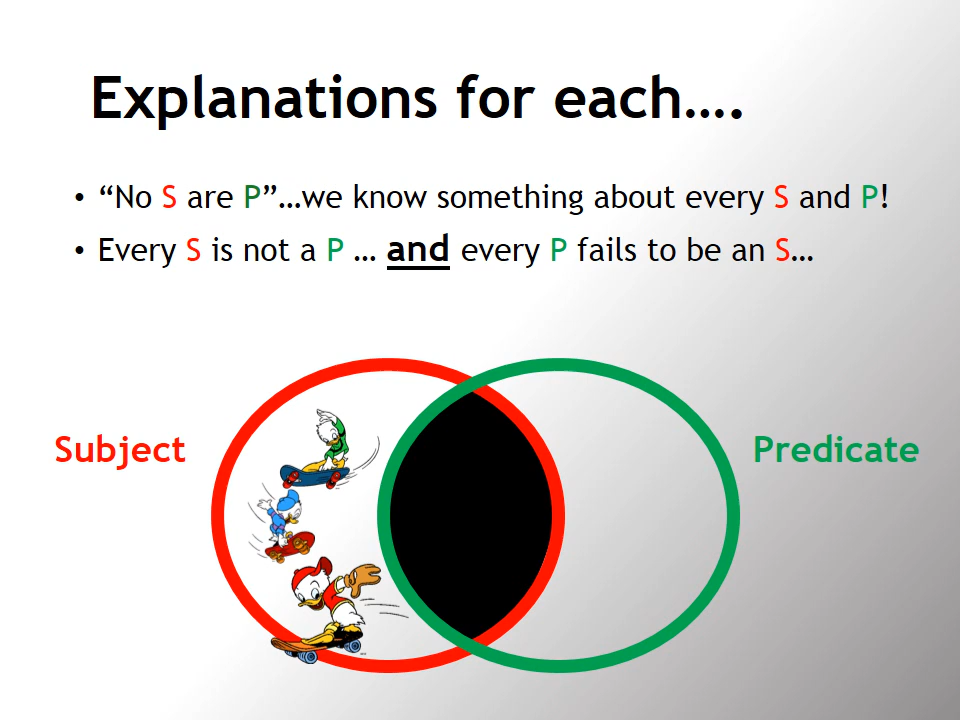 Explanations for each….
• “No S are P”…we know something about every S and P!
• Every S is not a P … and every P fails to be an S…
Subject
Predicate